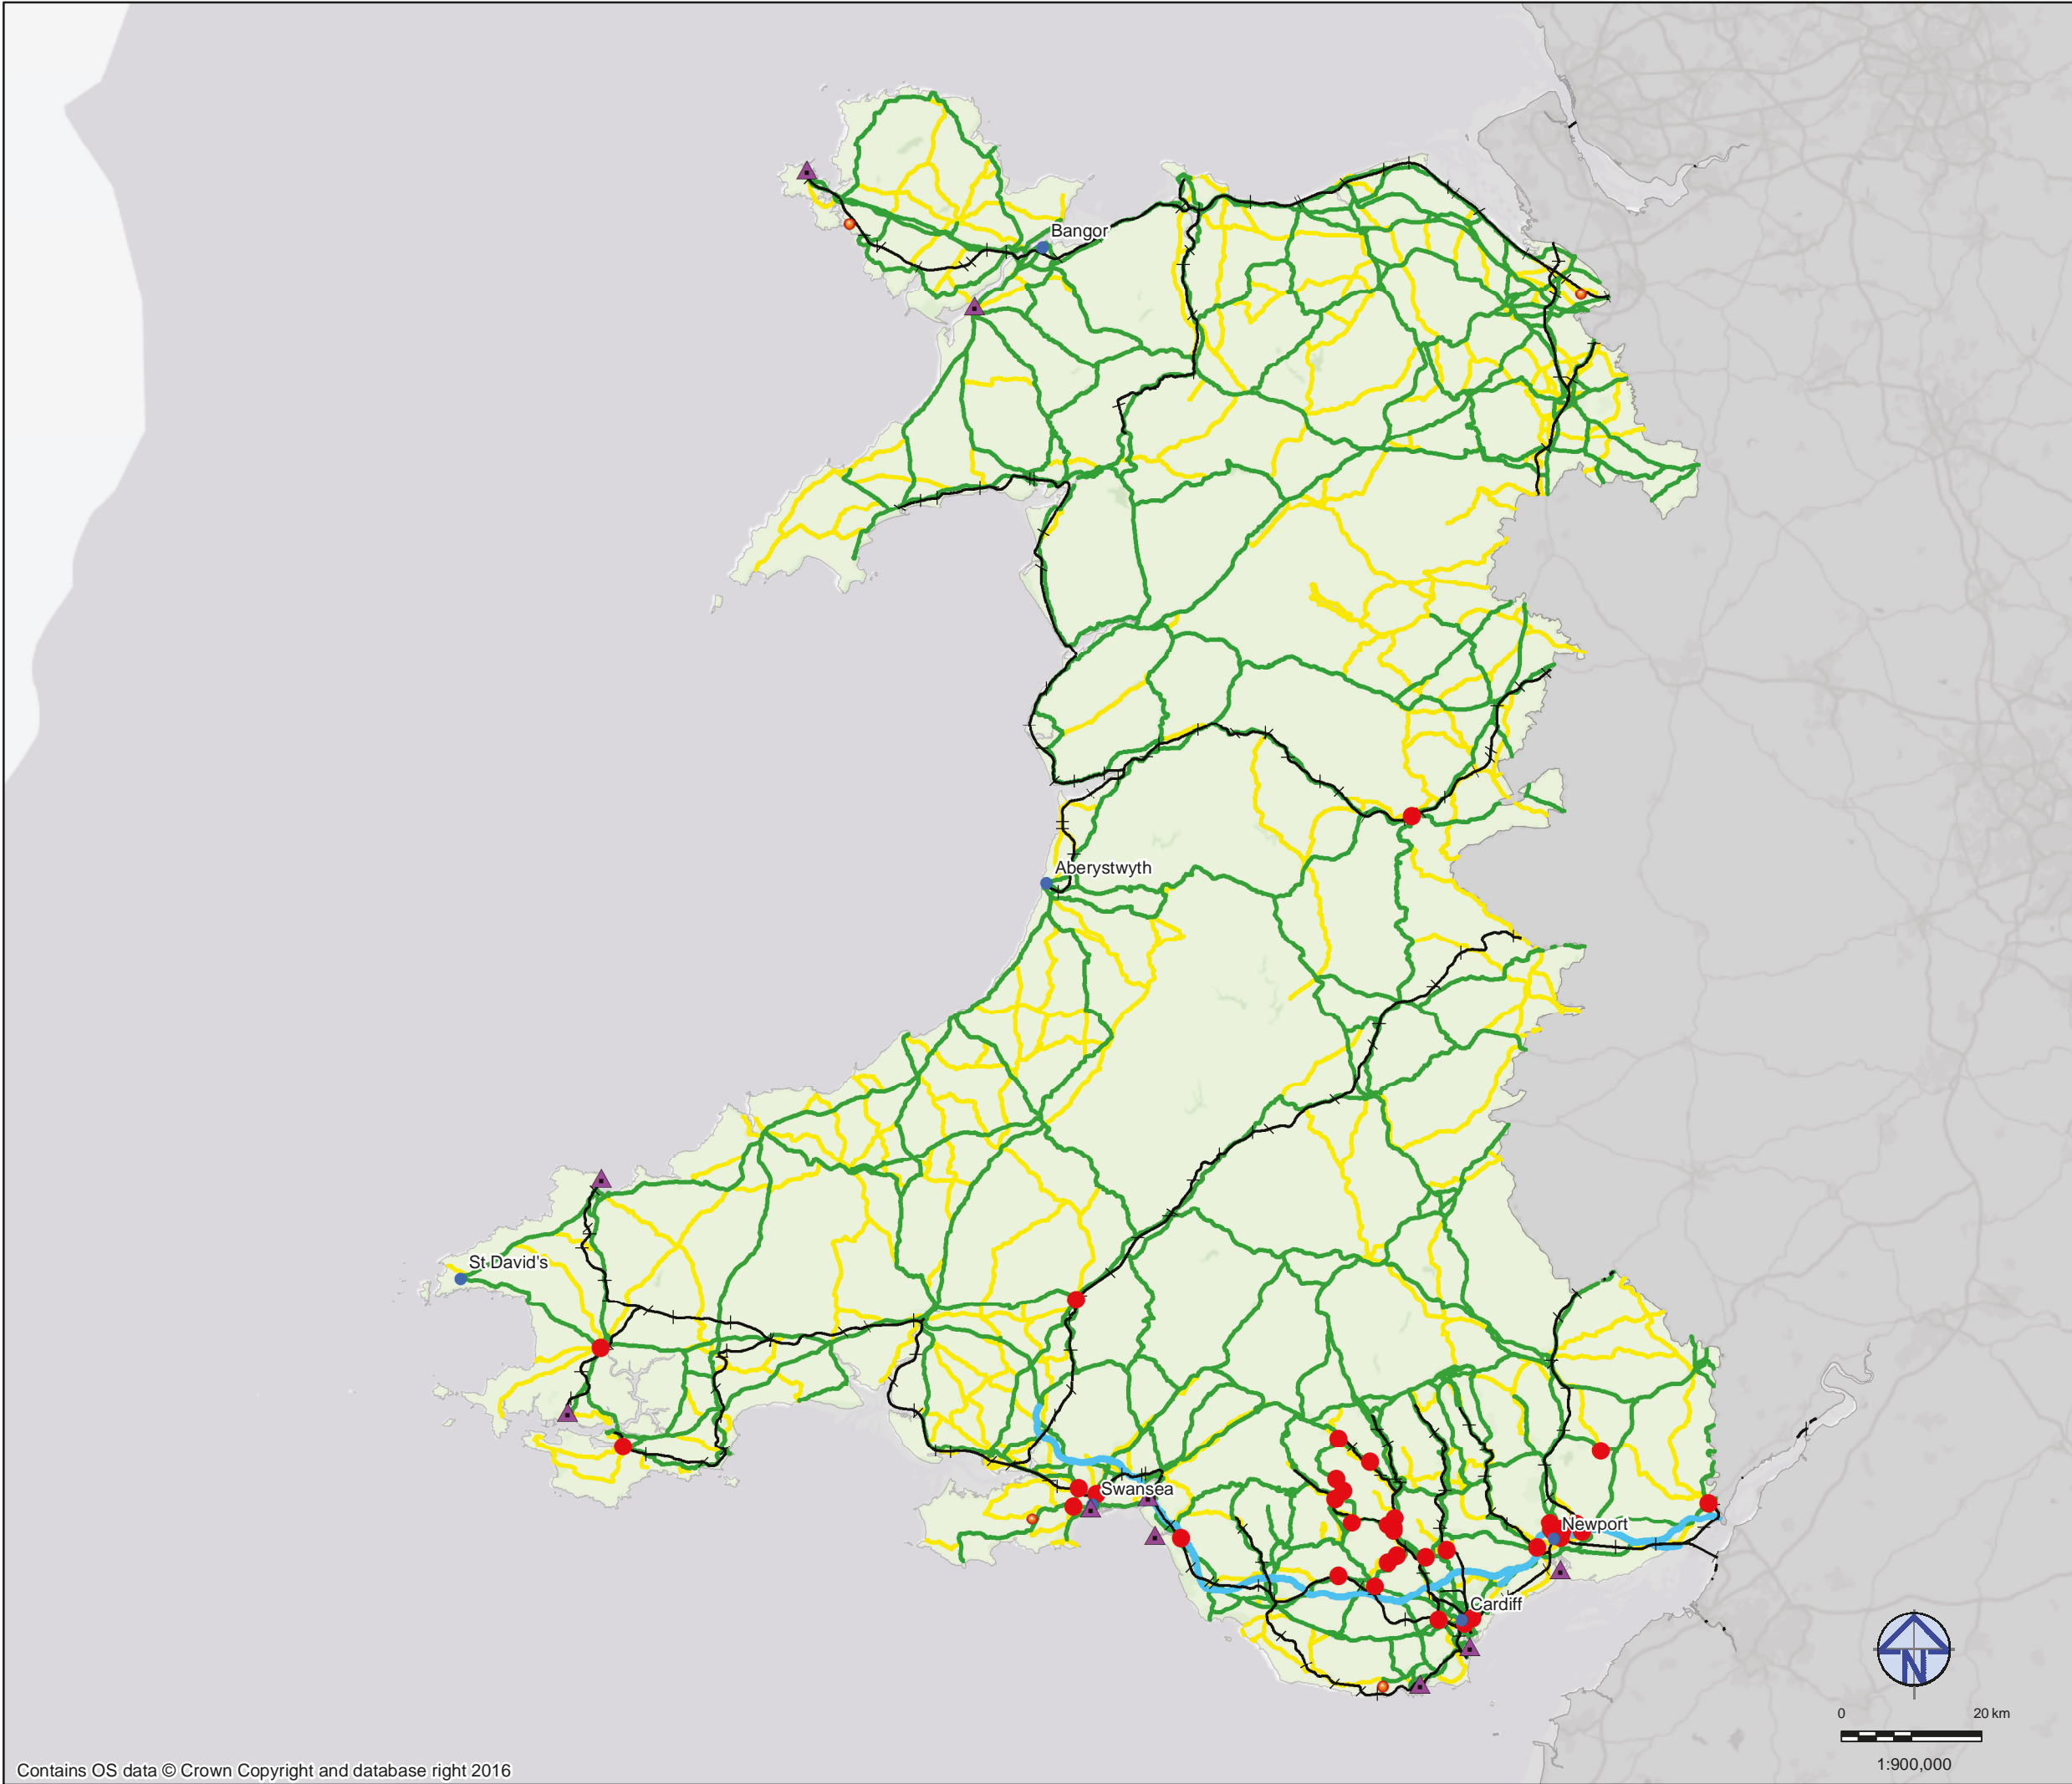 Bangor
Aberystwyth
St David's
Swansea
Newport
Cardiff
N
0 20 km
1:900,000
Contains OS data © Crown Copyright and database right 2016